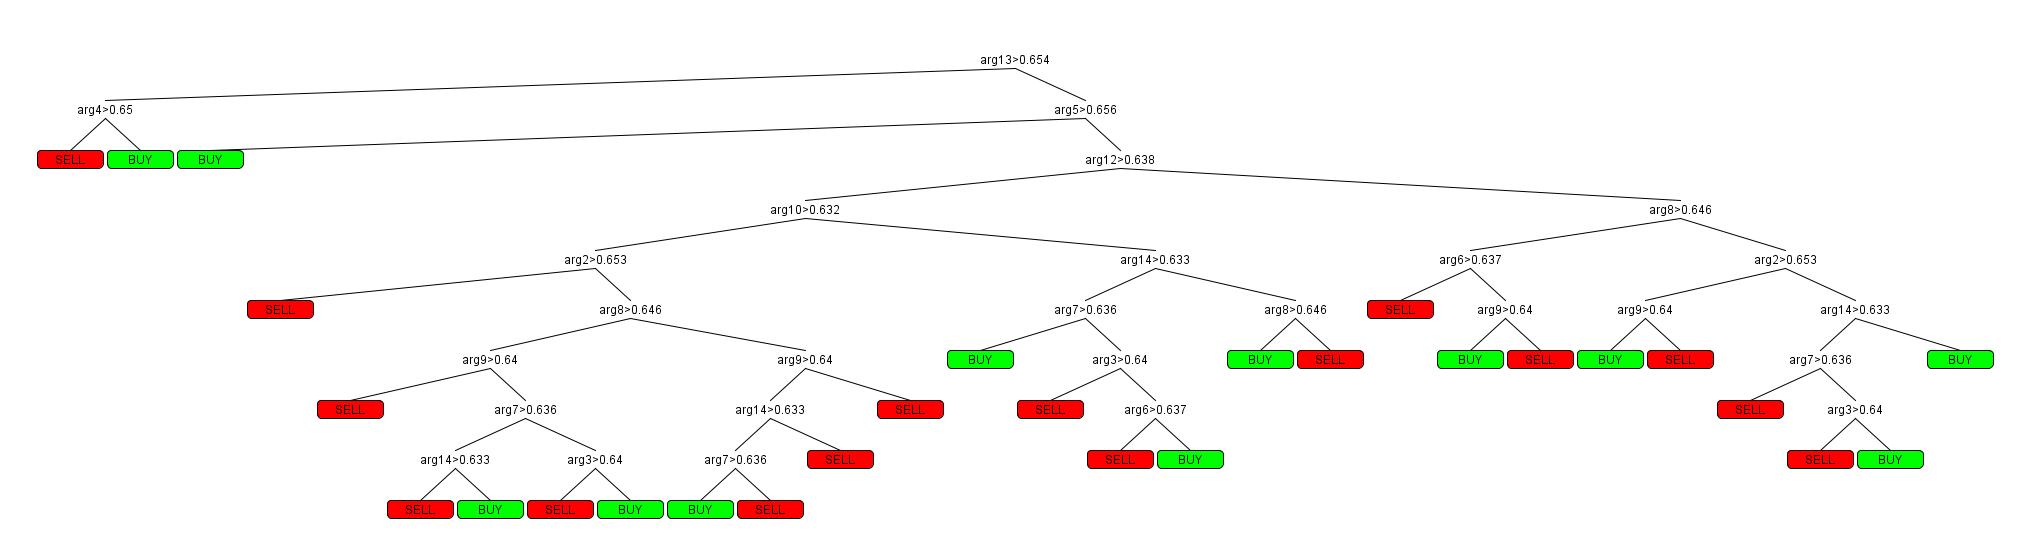 arg13>0.654
arg4>0.65 arg5>0.656
SELL BUY BUY arg12>0.638
arg10>0.632 arg8>0.646
arg2>0.653 arg14>0.633 arg6>0.637 arg2>0.653
SELL arg8>0.646 arg7>0.636 arg8>0.646 SELL arg9>0.64 arg9>0.64 arg14>0.633
arg9>0.64 arg9>0.64 BUY arg3>0.64 BUY SELL BUY SELL BUY SELL arg7>0.636 BUY
SELL arg7>0.636 arg14>0.633 SELL SELL arg6>0.637 SELL arg3>0.64
arg14>0.633 arg3>0.64 arg7>0.636 SELL SELL BUY SELL BUY
SELL BUY SELL BUY BUY SELL